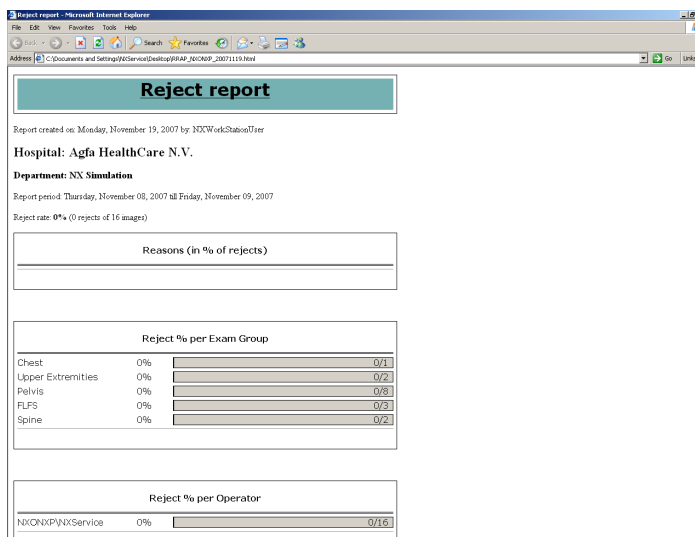 Reject report - Microsoft Internet Explorer
File Edit View Favorites Tools Help
Back Search Favorites
Address C:\Documents and Settings\NXService\Desktop\RRAP_NXONXP_20071119.html Go Links
Reject report
Report created on: Monday, November 19, 2007 by: NXWorkStationUser
Hospital: Agfa HealthCare N.V.
Department: NX Simulation
Report period: Thursday, November 08, 2007 till Friday, November 09, 2007
Reject rate: 0% (0 rejects of 16 images)
Reasons (in % of rejects)
Reject % per Exam Group
Chest 0% 0/1
Upper Extremities 0% 0/2
Pelvis 0% 0/8
FLFS 0% 0/3
Spine 0% 0/2
Reject % per Operator
NXONXP\NXService 0% 0/16